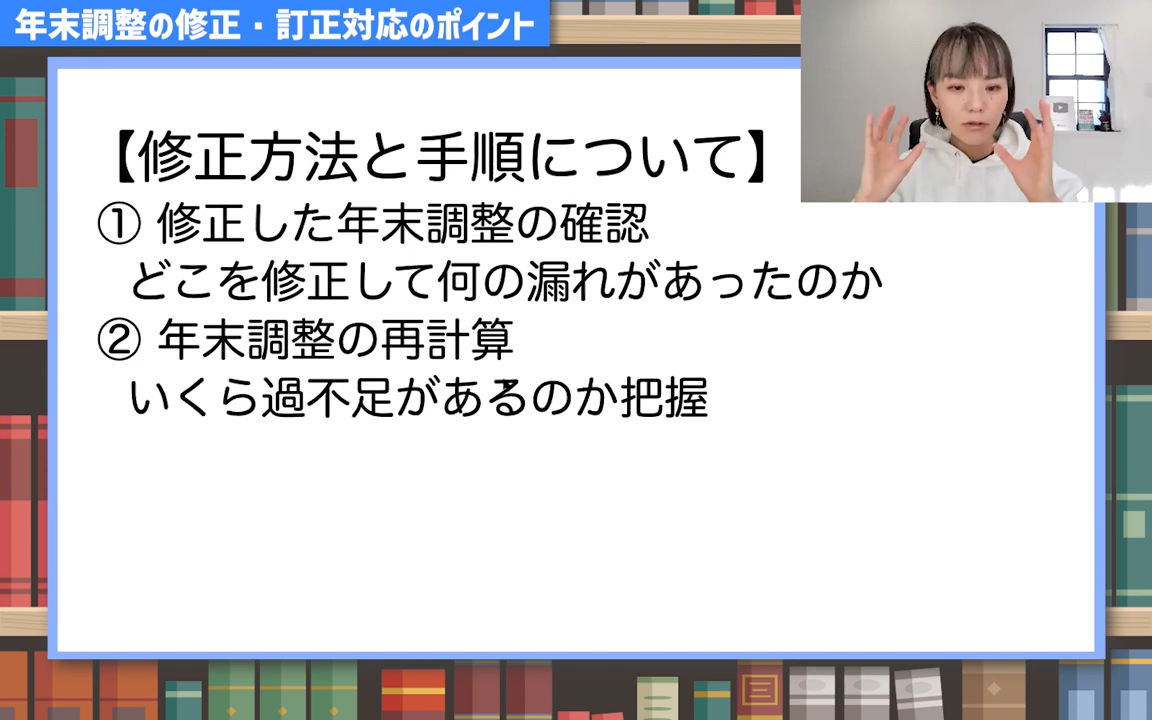 年末調整の修正・訂正対応のポイント
【修正方法と手順について】
① 修正した年末調整の確認
どこを修正して何の漏れがあったのか
② 年末調整の再計算
いくら過不足があるのか把握